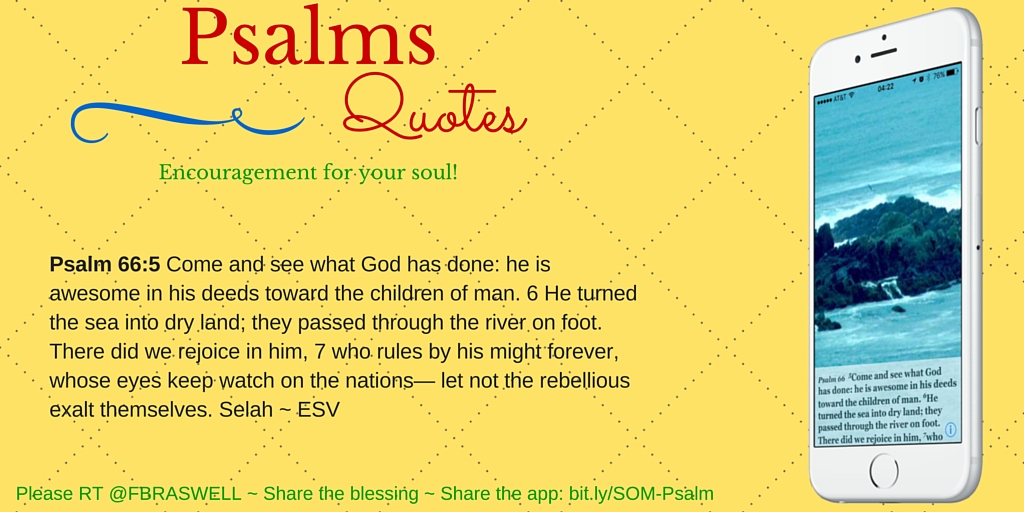 Psalms
Quotes
Encouragement for your soul!
Psalm 66:5 Come and see what God has done: he is
awesome in his deeds toward the children of man. 6 He turned
the sea into dry land; they passed through the river on foot.
There did we rejoice in him, 7 who rules by his might forever,
whose eyes keep watch on the nations— let not the rebellious
exalt themselves. Selah ~ ESV
Please RT @FBRASWELL ~ Share the blessing ~ Share the app: bit.ly/SOM-Psalm
AT&T 04:22 76%
Psalm 66 ⁵Come and see what God
has done: he is awesome in his deeds
toward the children of man. ⁶He
turned the sea into dry land; they
passed through the river on foot.
There did we rejoice in him, ⁷who